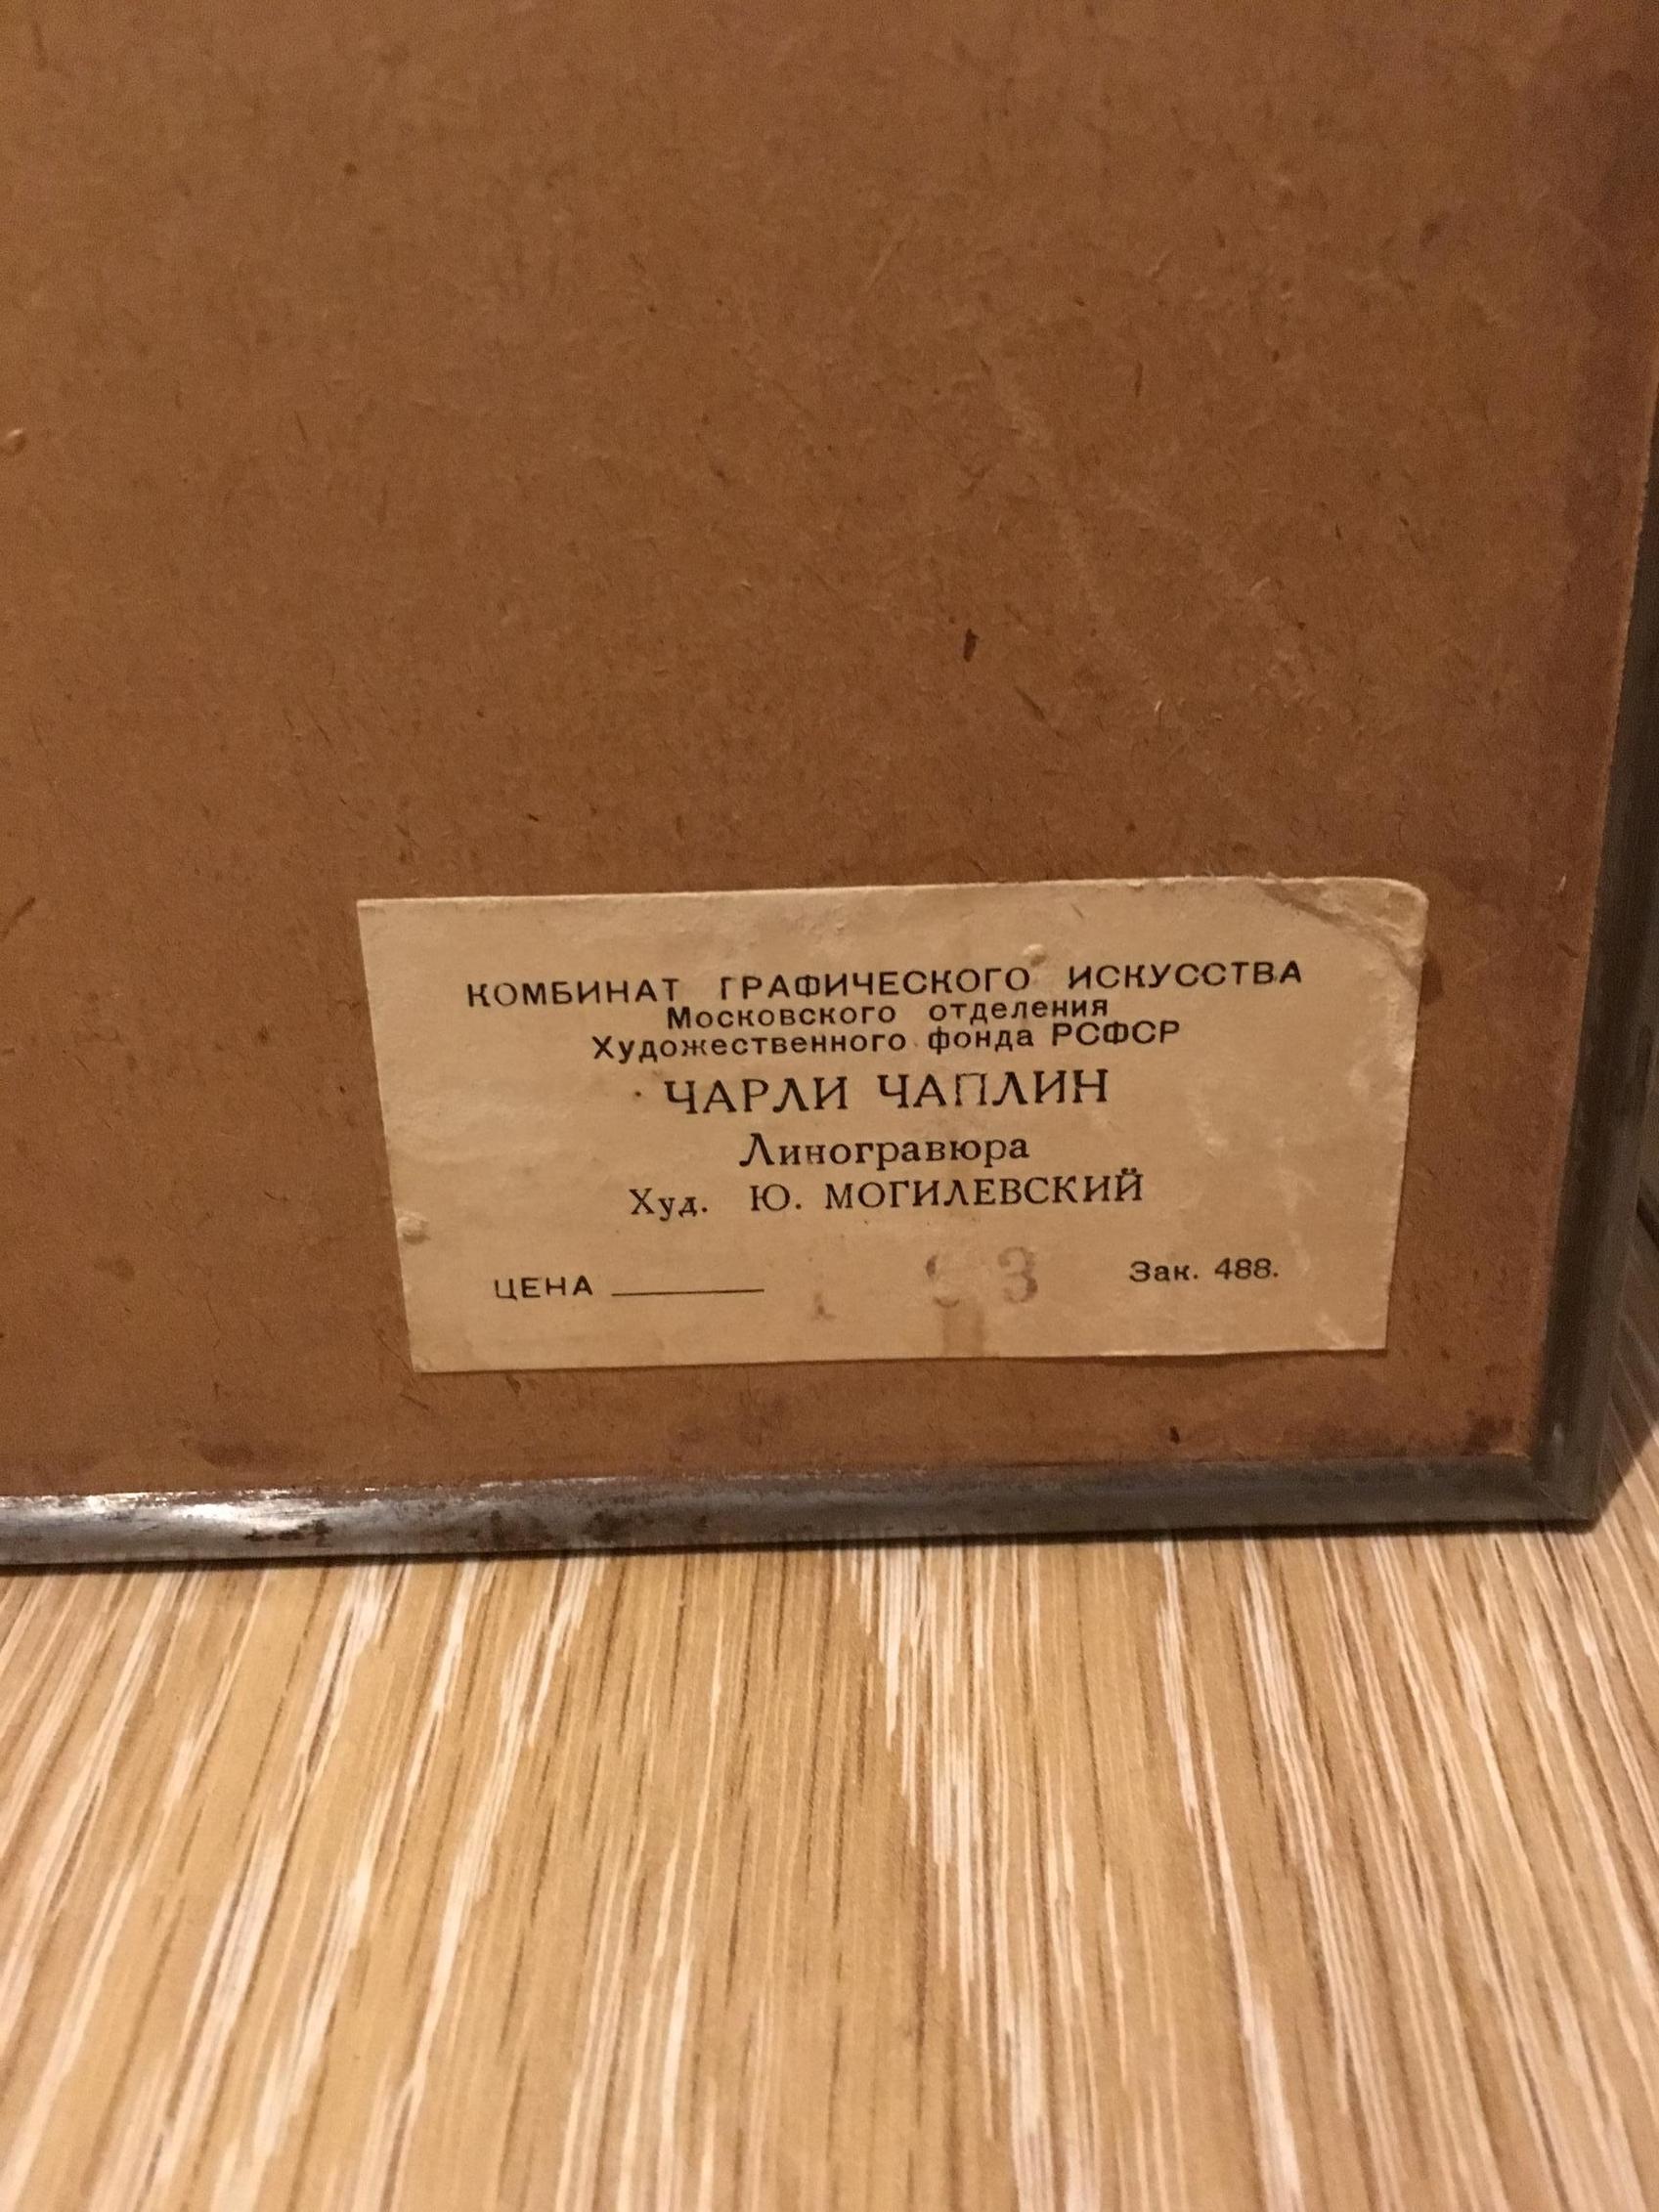 КОМБИНАТ ГРАФИЧЕСКОГО ИСКУССТВА
Московского отделения
Художественного фонда РСФСР
ЧАРЛИ ЧАПЛИН
Линогравюра
Худ. Ю. МОГИЛЕВСКИЙ
ЦЕНА Зак. 488.